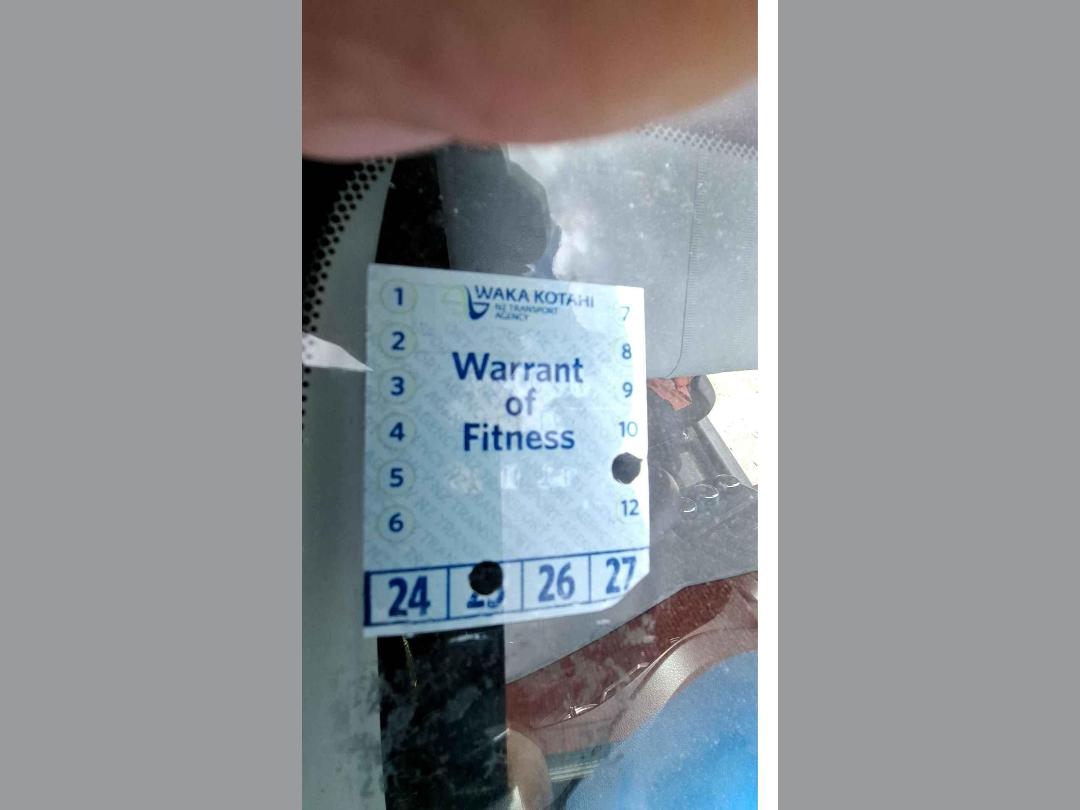 WAKA KOTAHI
NZ TRANSPORT
AGENCY
Warrant
of
Fitness
1
2
3
4
5
6
7
8
9
10
12
24 26 27